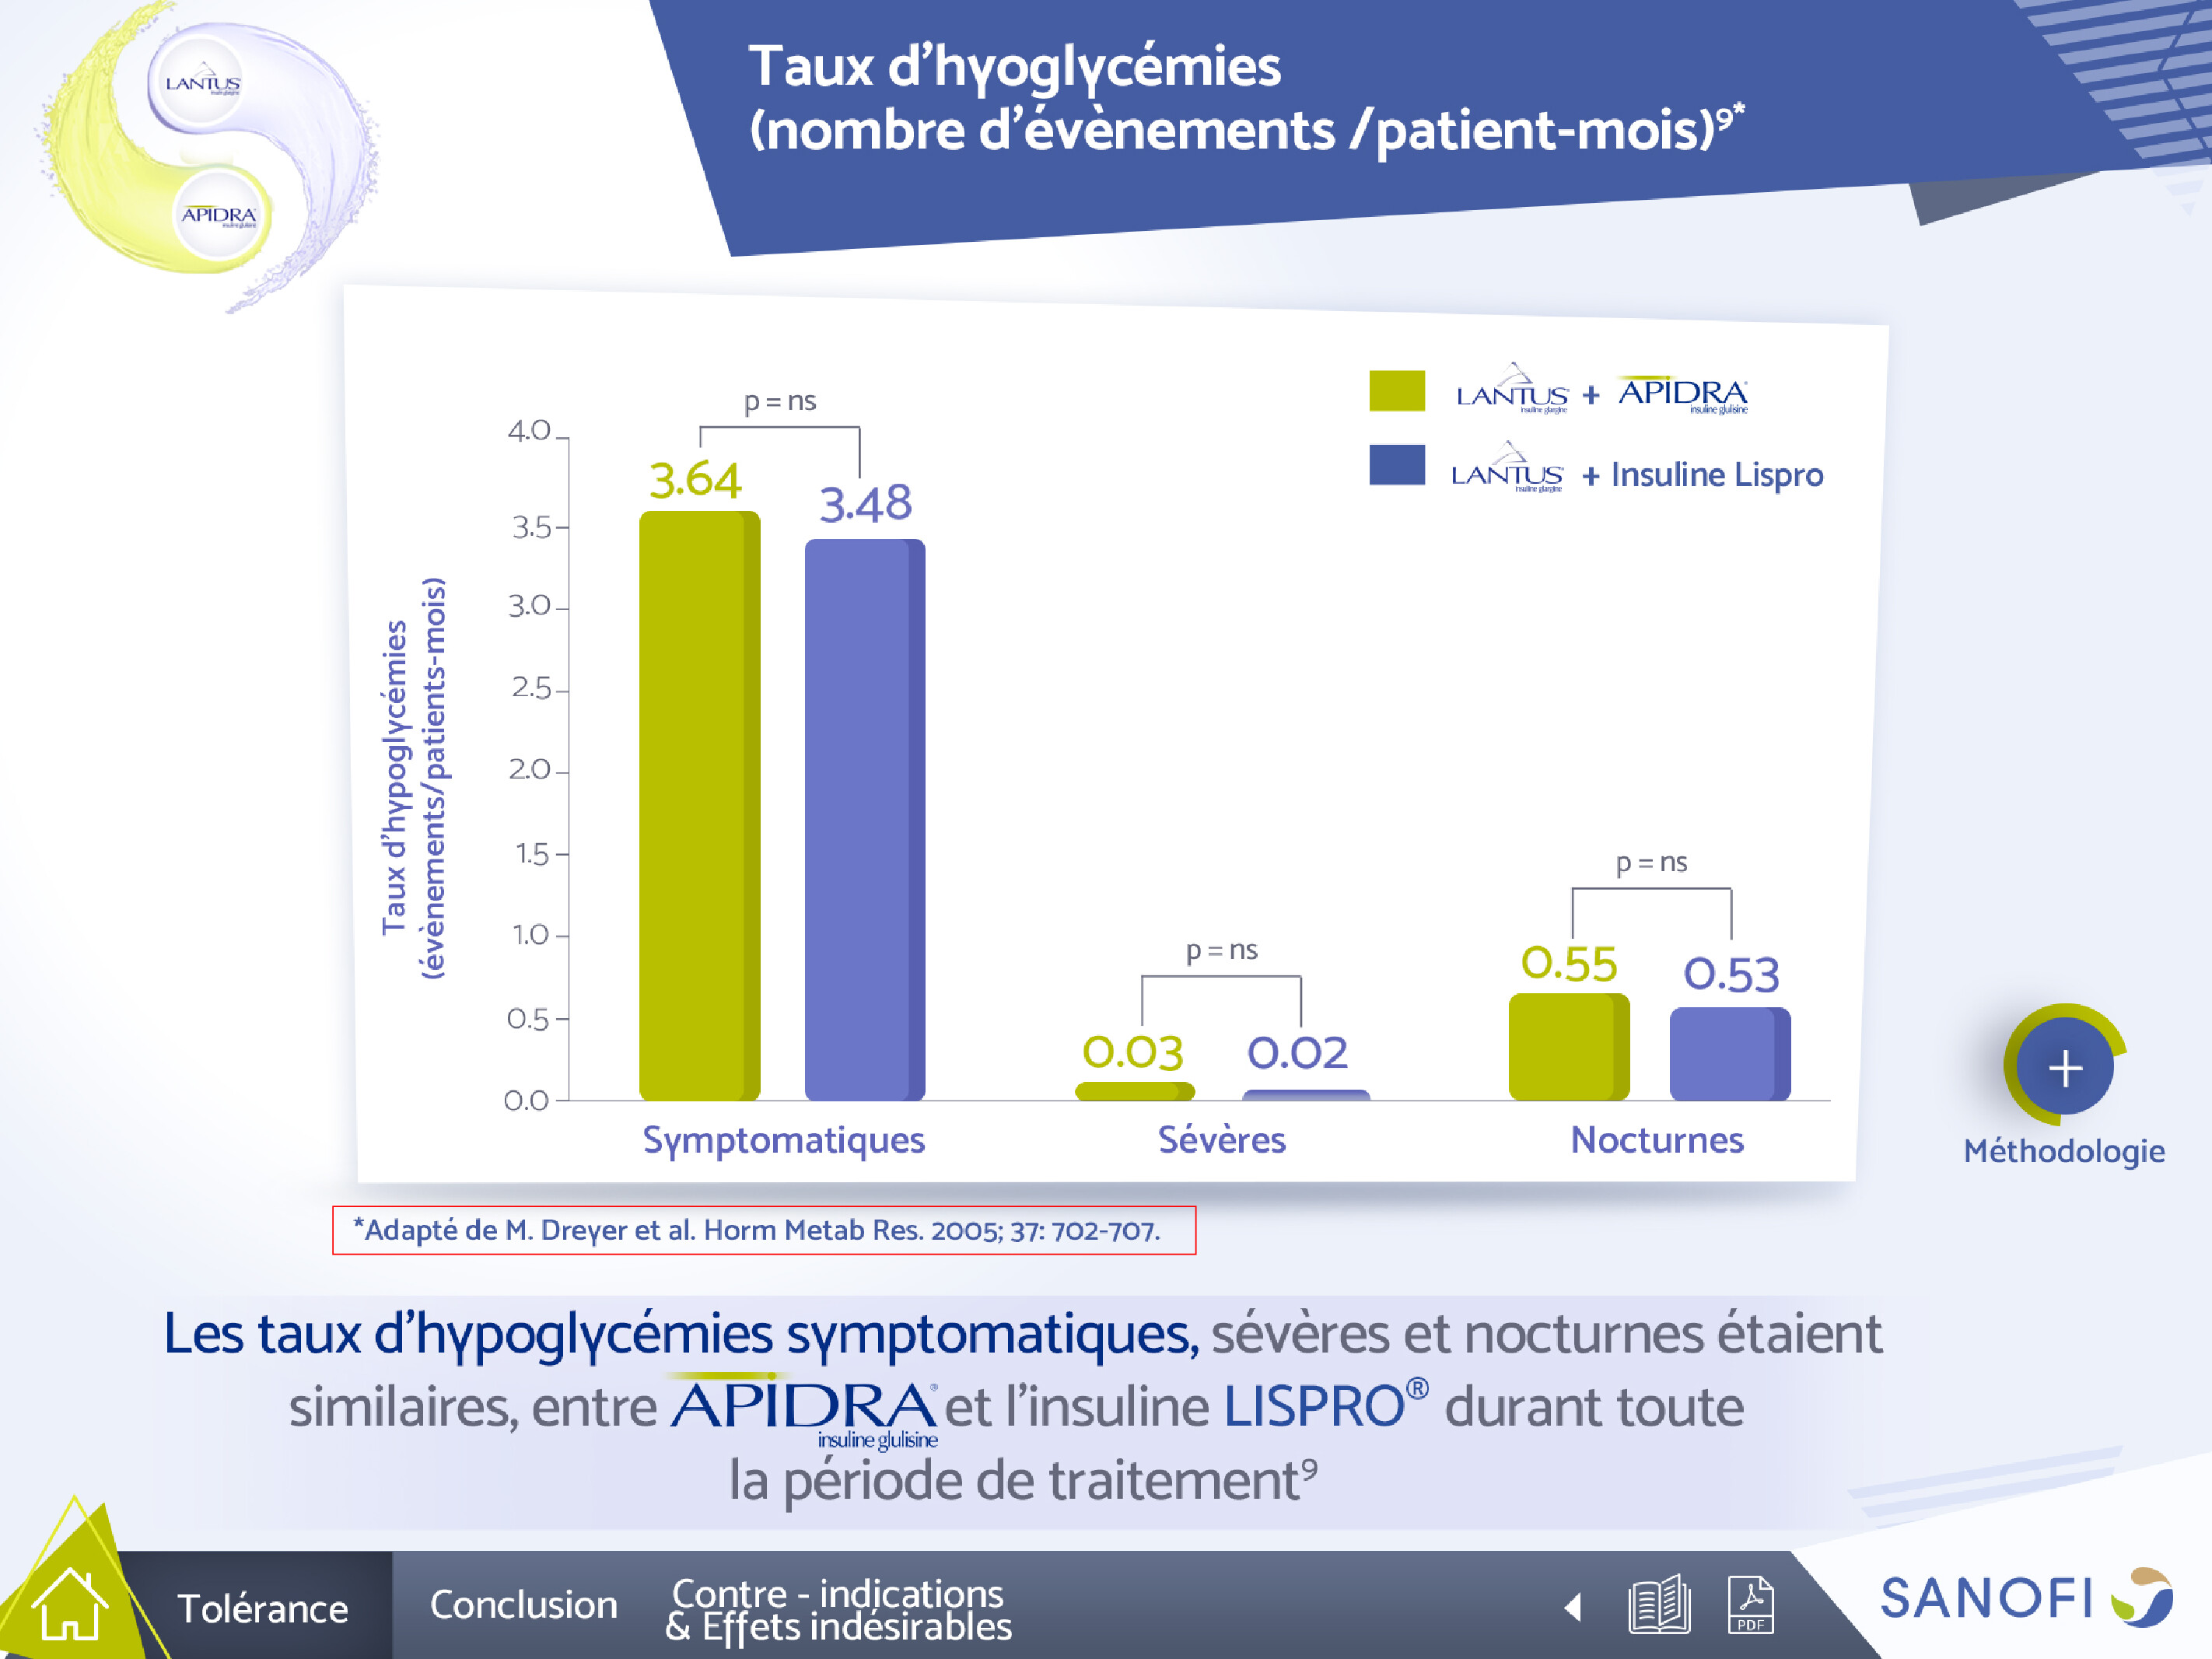 LANTUS
insuline glargine
APIDRA
insuline glulisine
Taux d'hyoglycémies
(nombre d'évènements /patient-mois)⁹*
LANTUS + APIDRA
insuline glargine insuline glulisine
LANTUS + Insuline Lispro
insuline glargine
Taux d'hypoglycémies
(évènements/patients-mois)
4.0
3.5
3.0
2.5
2.0
1.5
1.0
0.5
0.0
p = ns
3.64
3.48
p = ns
0.03
0.02
p = ns
0.55
0.53
Symptomatiques
Sévères
Nocturnes
Méthodologie
*Adapté de M. Dreyer et al. Horm Metab Res. 2005; 37: 702-707.
Les taux d'hypoglycémies symptomatiques, sévères et nocturnes étaient
similaires, entre APIDRA® et l'insuline LISPRO® durant toute
insuline glulisine
la période de traitement⁹
Tolérance
Conclusion
Contre - indications
& Effets indésirables
PDF
SANOFI